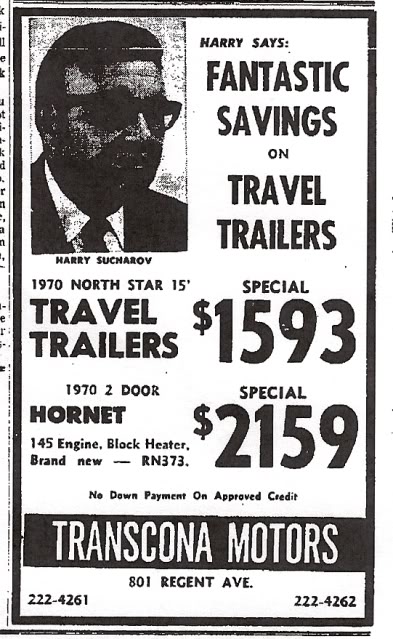 HARRY SAYS:
FANTASTIC
SAVINGS
ON
TRAVEL
TRAILERS
HARRY SUCHAROV
1970 NORTH STAR 15'
TRAVEL
TRAILERS
SPECIAL
$1593
1970 2 DOOR
HORNET
145 Engine, Block Heater,
Brand new — RN373.
SPECIAL
$2159
No Down Payment On Approved Credit
TRANSCONA MOTORS
801 REGENT AVE.
222-4261
222-4262